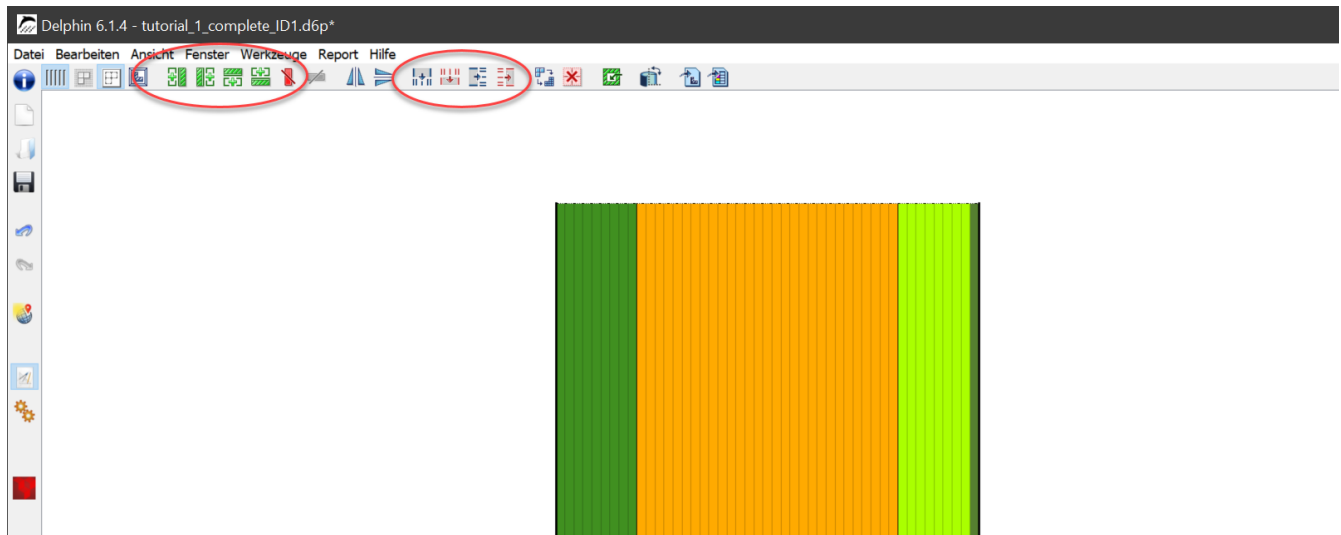 Delphin 6.1.4 - tutorial_1_complete_ID1.d6p*
Datei Bearbeiten Ansicht Fenster Werkzeuge Report Hilfe